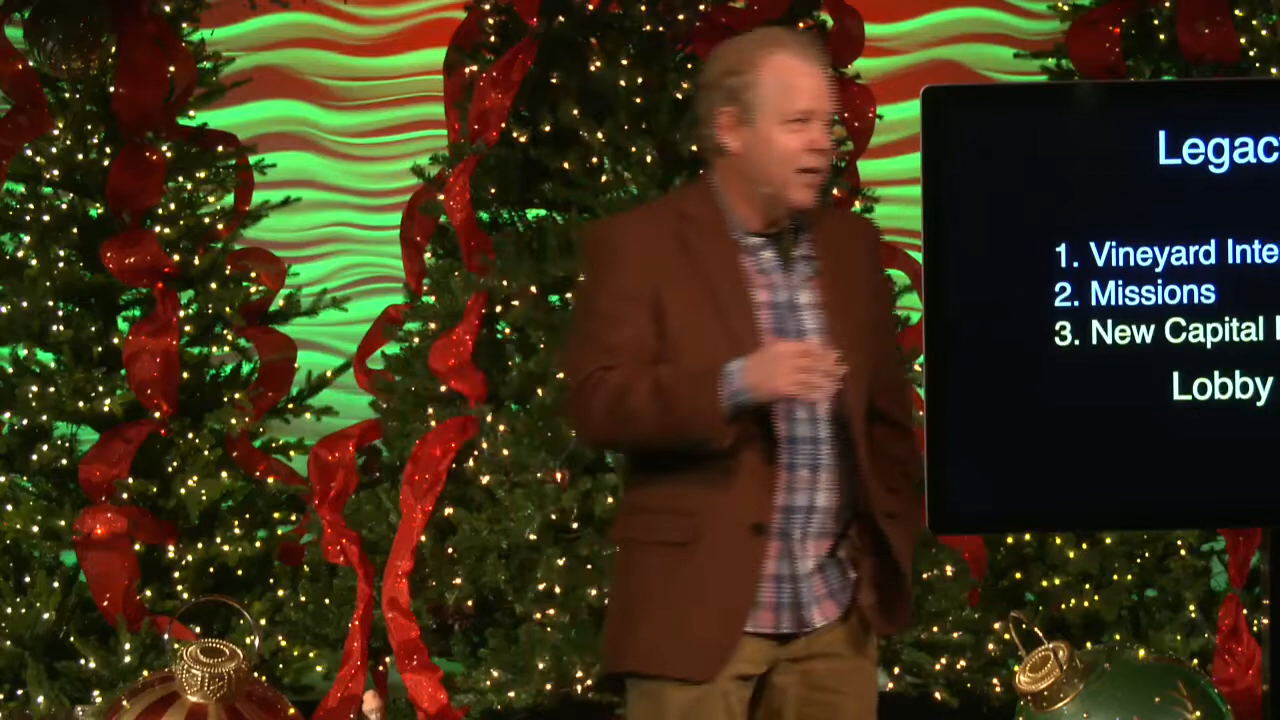 Legac
1. Vineyard Inte
2. Missions
3. New Capital
Lobby